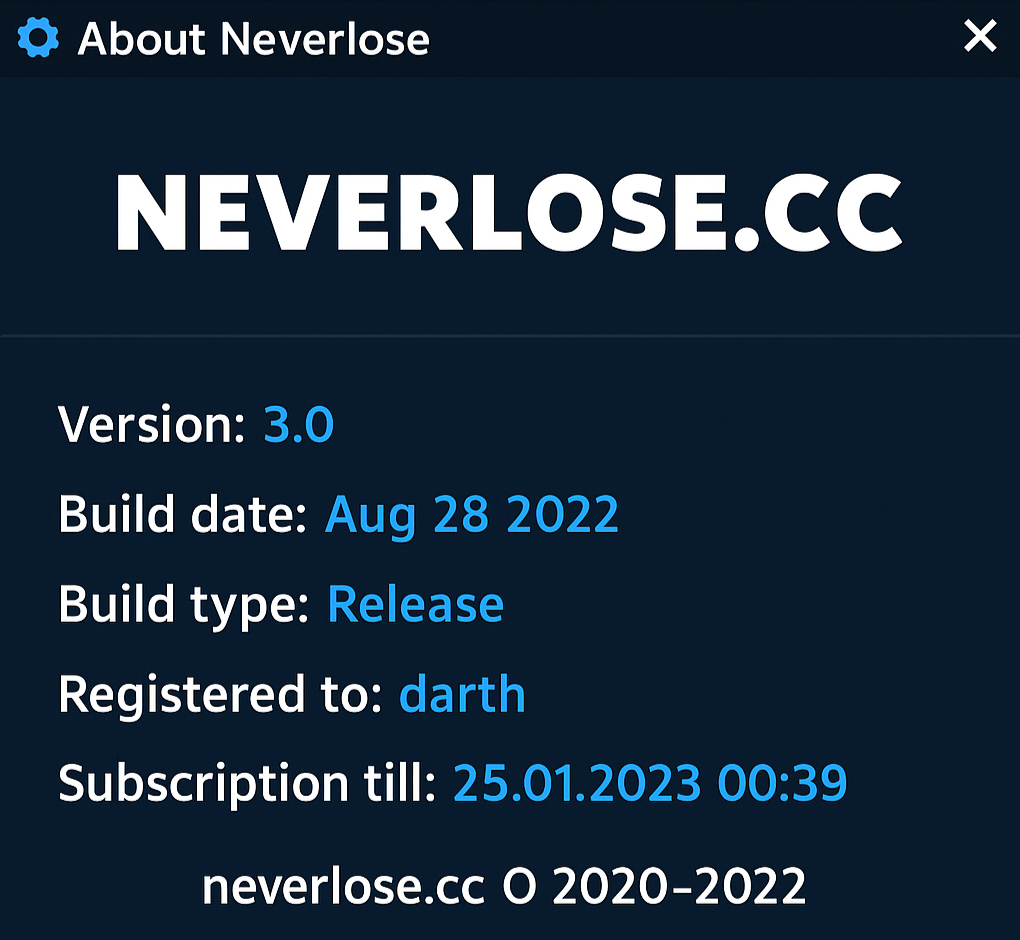 About Neverlose
NEVERLOSE.CC
Version: 3.0
Build date: Aug 28 2022
Build type: Release
Registered to: darth
Subscription till: 25.01.2023 00:39
neverlose.cc O 2020–2022